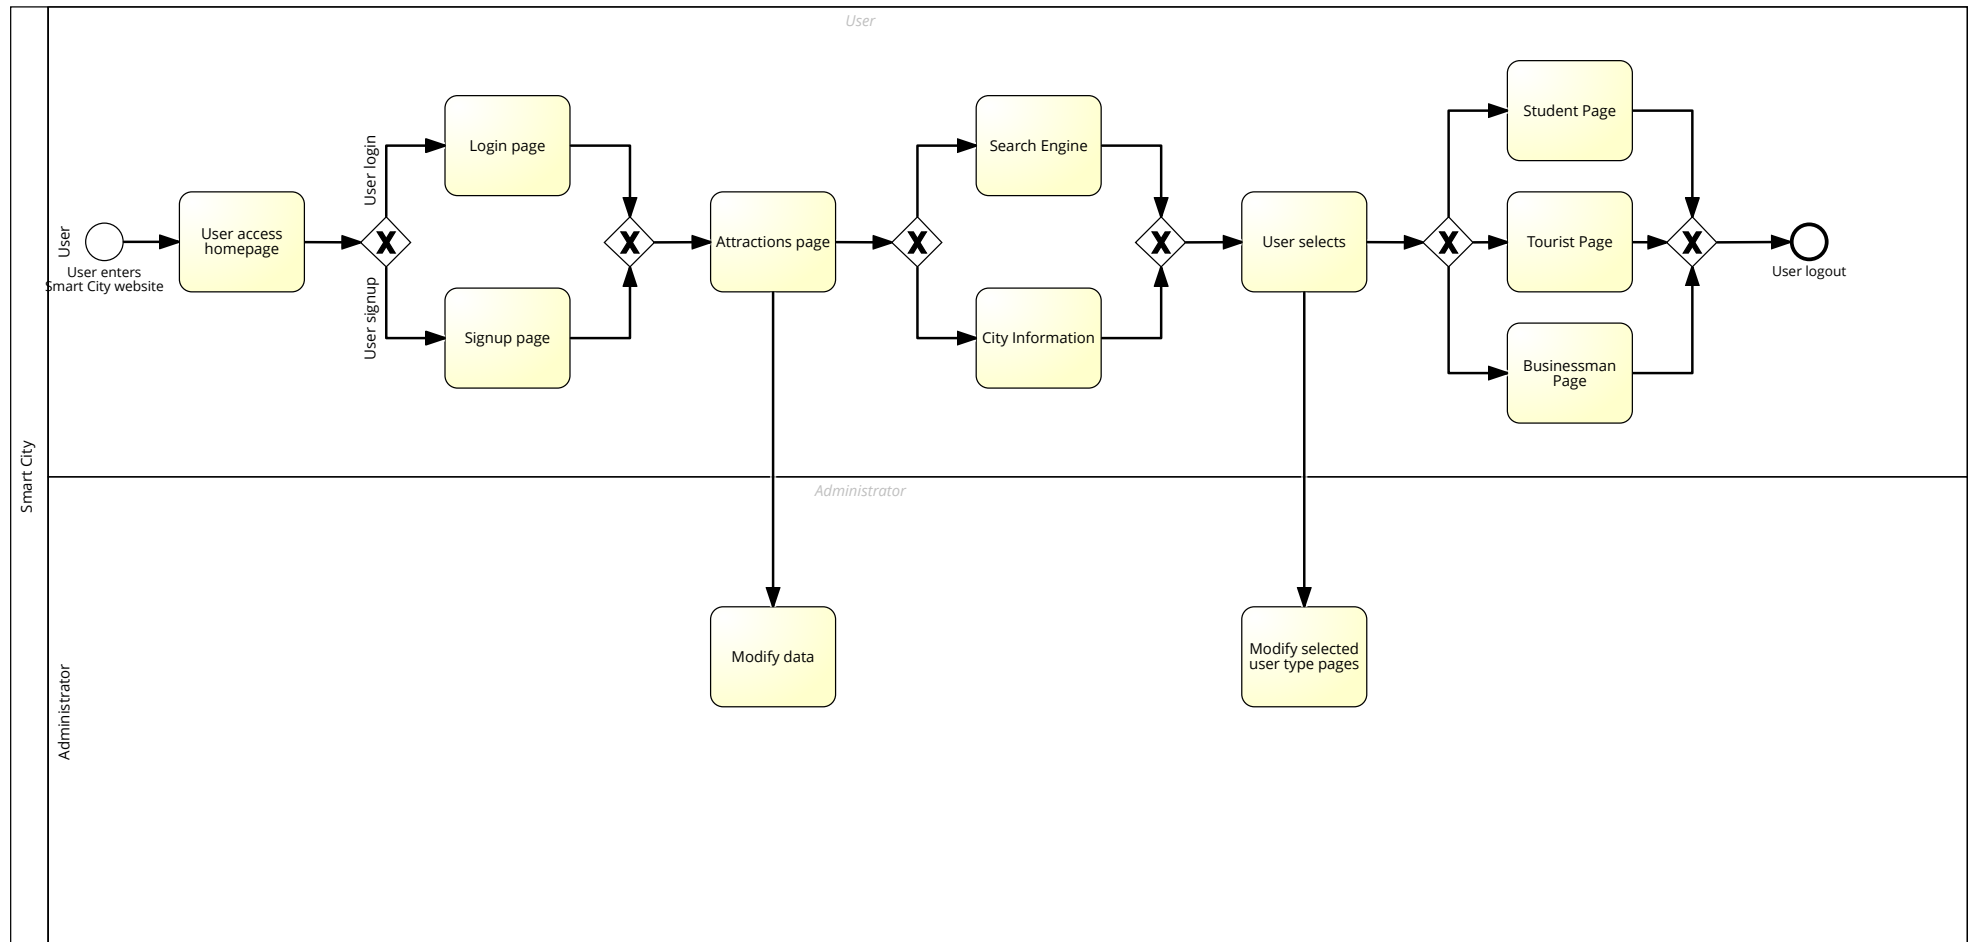 Smart City
User
User
User enters
Smart City website
User access
homepage
User login
User signup
Login page
Signup page
Attractions page
Search Engine
City Information
User selects
Student Page
Tourist Page
Businessman
Page
User logout
Administrator
Administrator
Modify data
Modify selected
user type pages